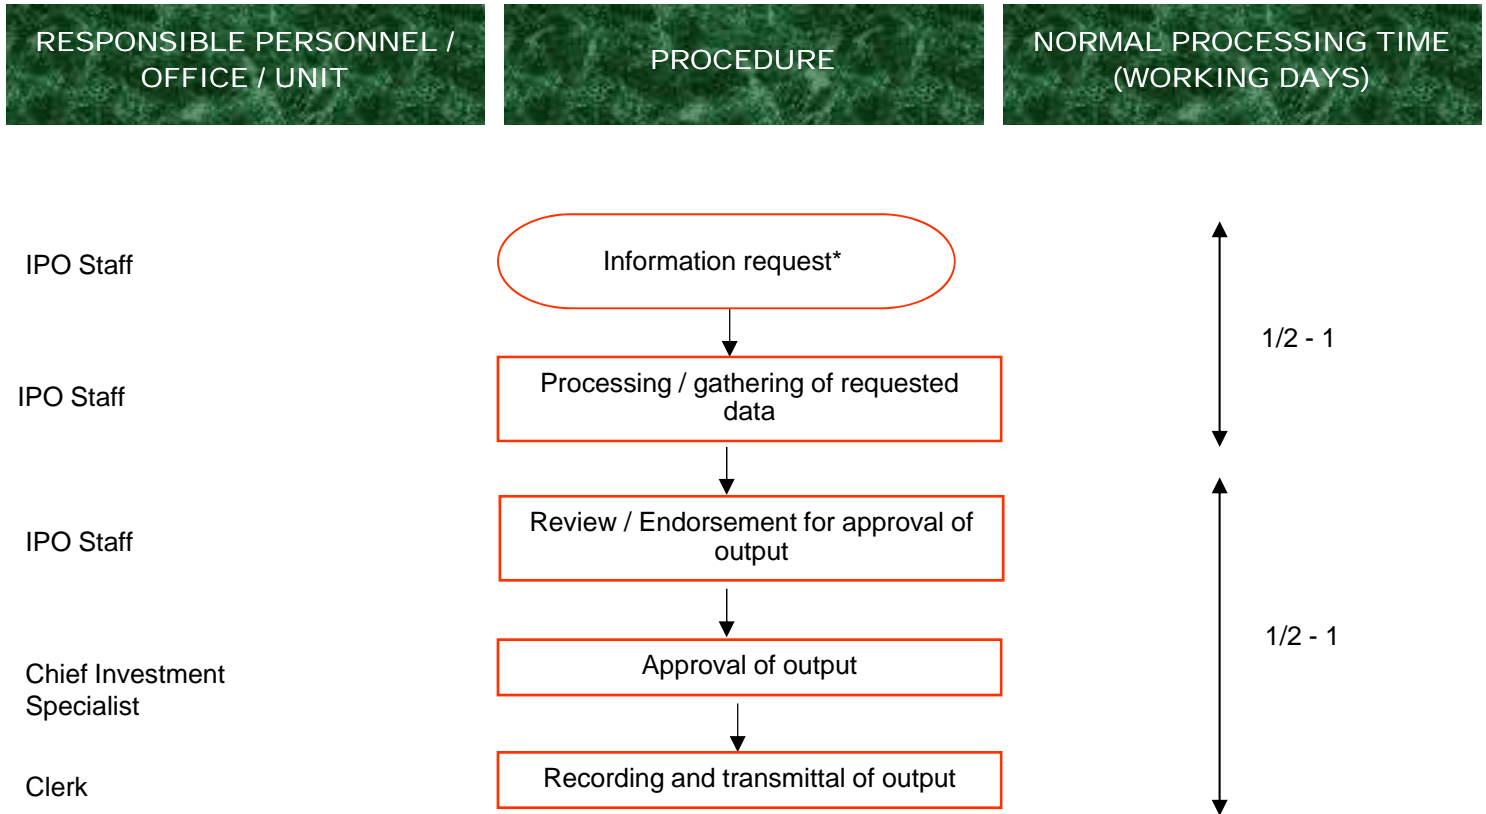 RESPONSIBLE PERSONNEL /
OFFICE / UNIT
PROCEDURE
NORMAL PROCESSING TIME
(WORKING DAYS)
IPO Staff
Information request*
1/2 - 1
IPO Staff
Processing / gathering of requested
data
IPO Staff
Review / Endorsement for approval of
output
1/2 - 1
Chief Investment
Specialist
Approval of output
Clerk
Recording and transmittal of output